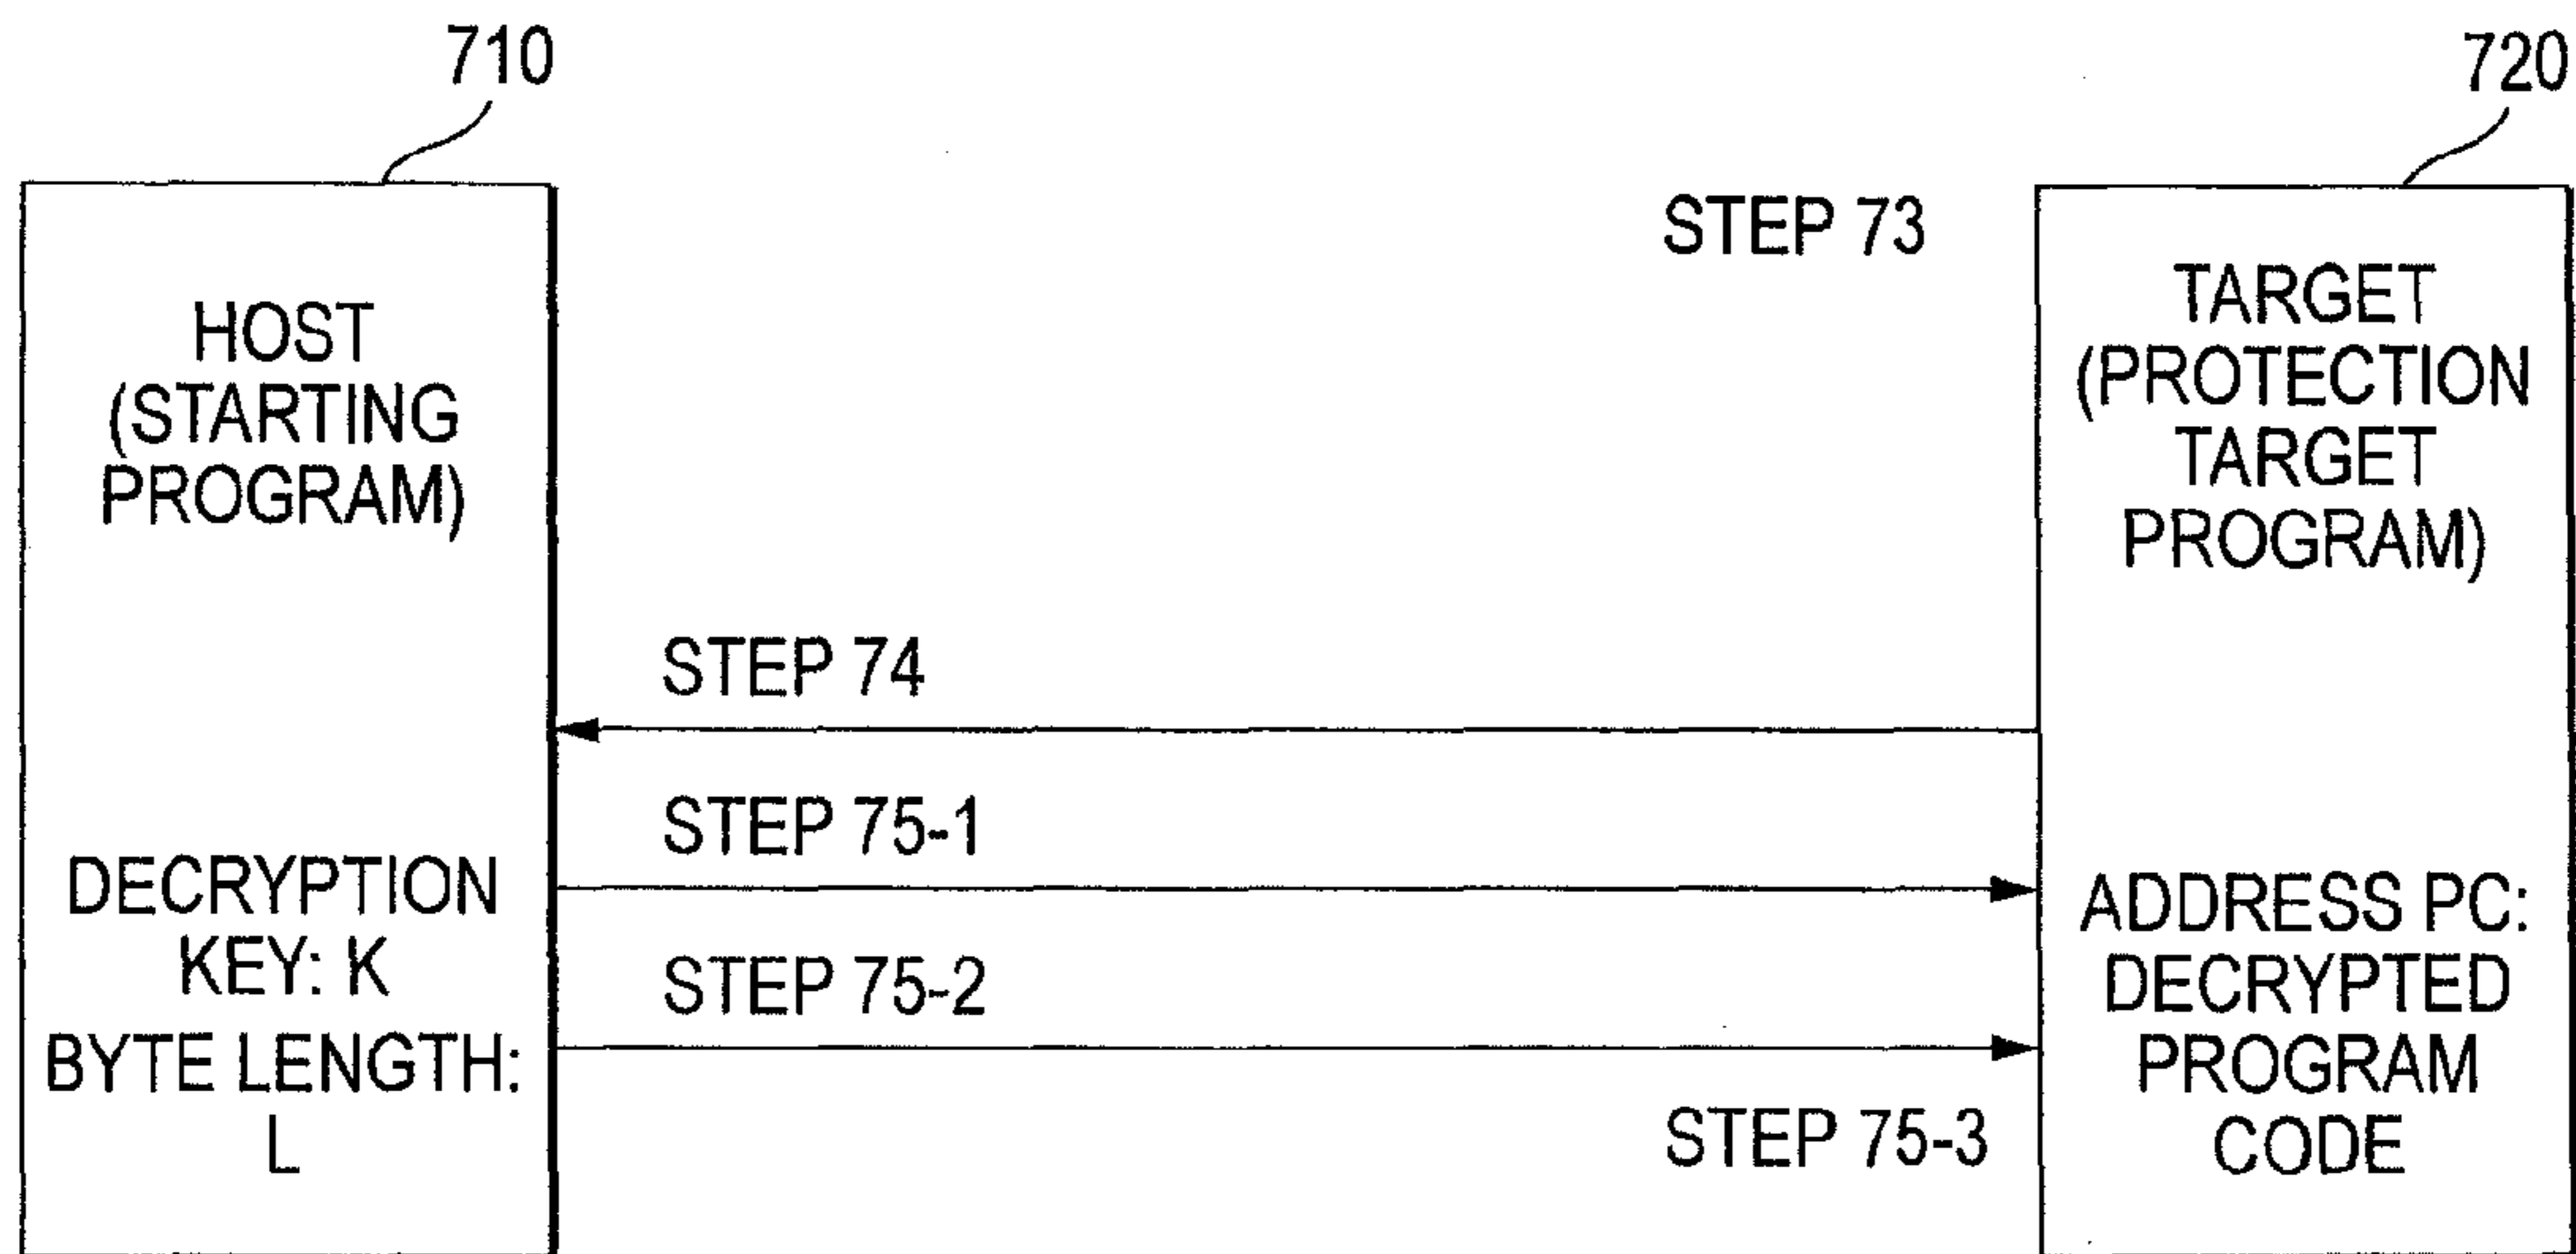 710
720
HOST
(STARTING
PROGRAM)
STEP 73
TARGET
(PROTECTION
TARGET
PROGRAM)
STEP 74
STEP 75-1
STEP 75-2
STEP 75-3
DECRYPTION
KEY: K
BYTE LENGTH:
L
ADDRESS PC:
DECRYPTED
PROGRAM
CODE